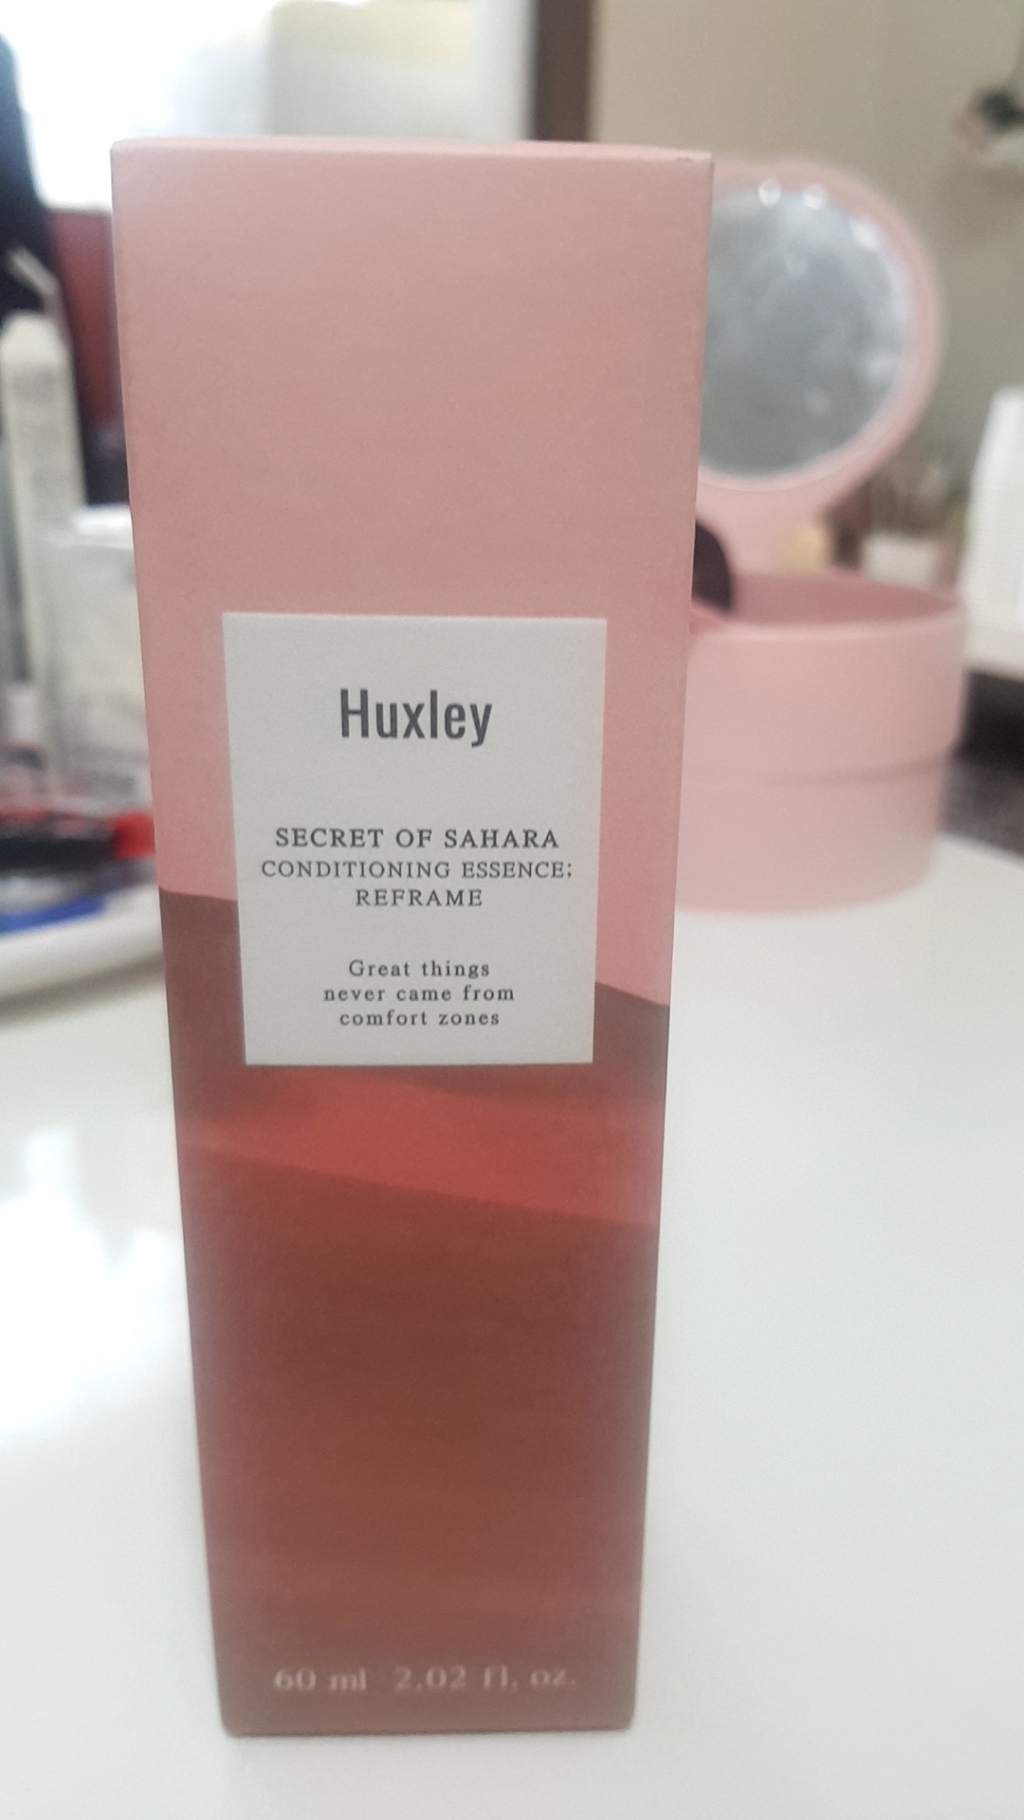 Huxley
SECRET OF SAHARA
CONDITIONING ESSENCE;
REFRAME
Great things
never came from
comfort zones
60 ml 2.02 fl. oz.